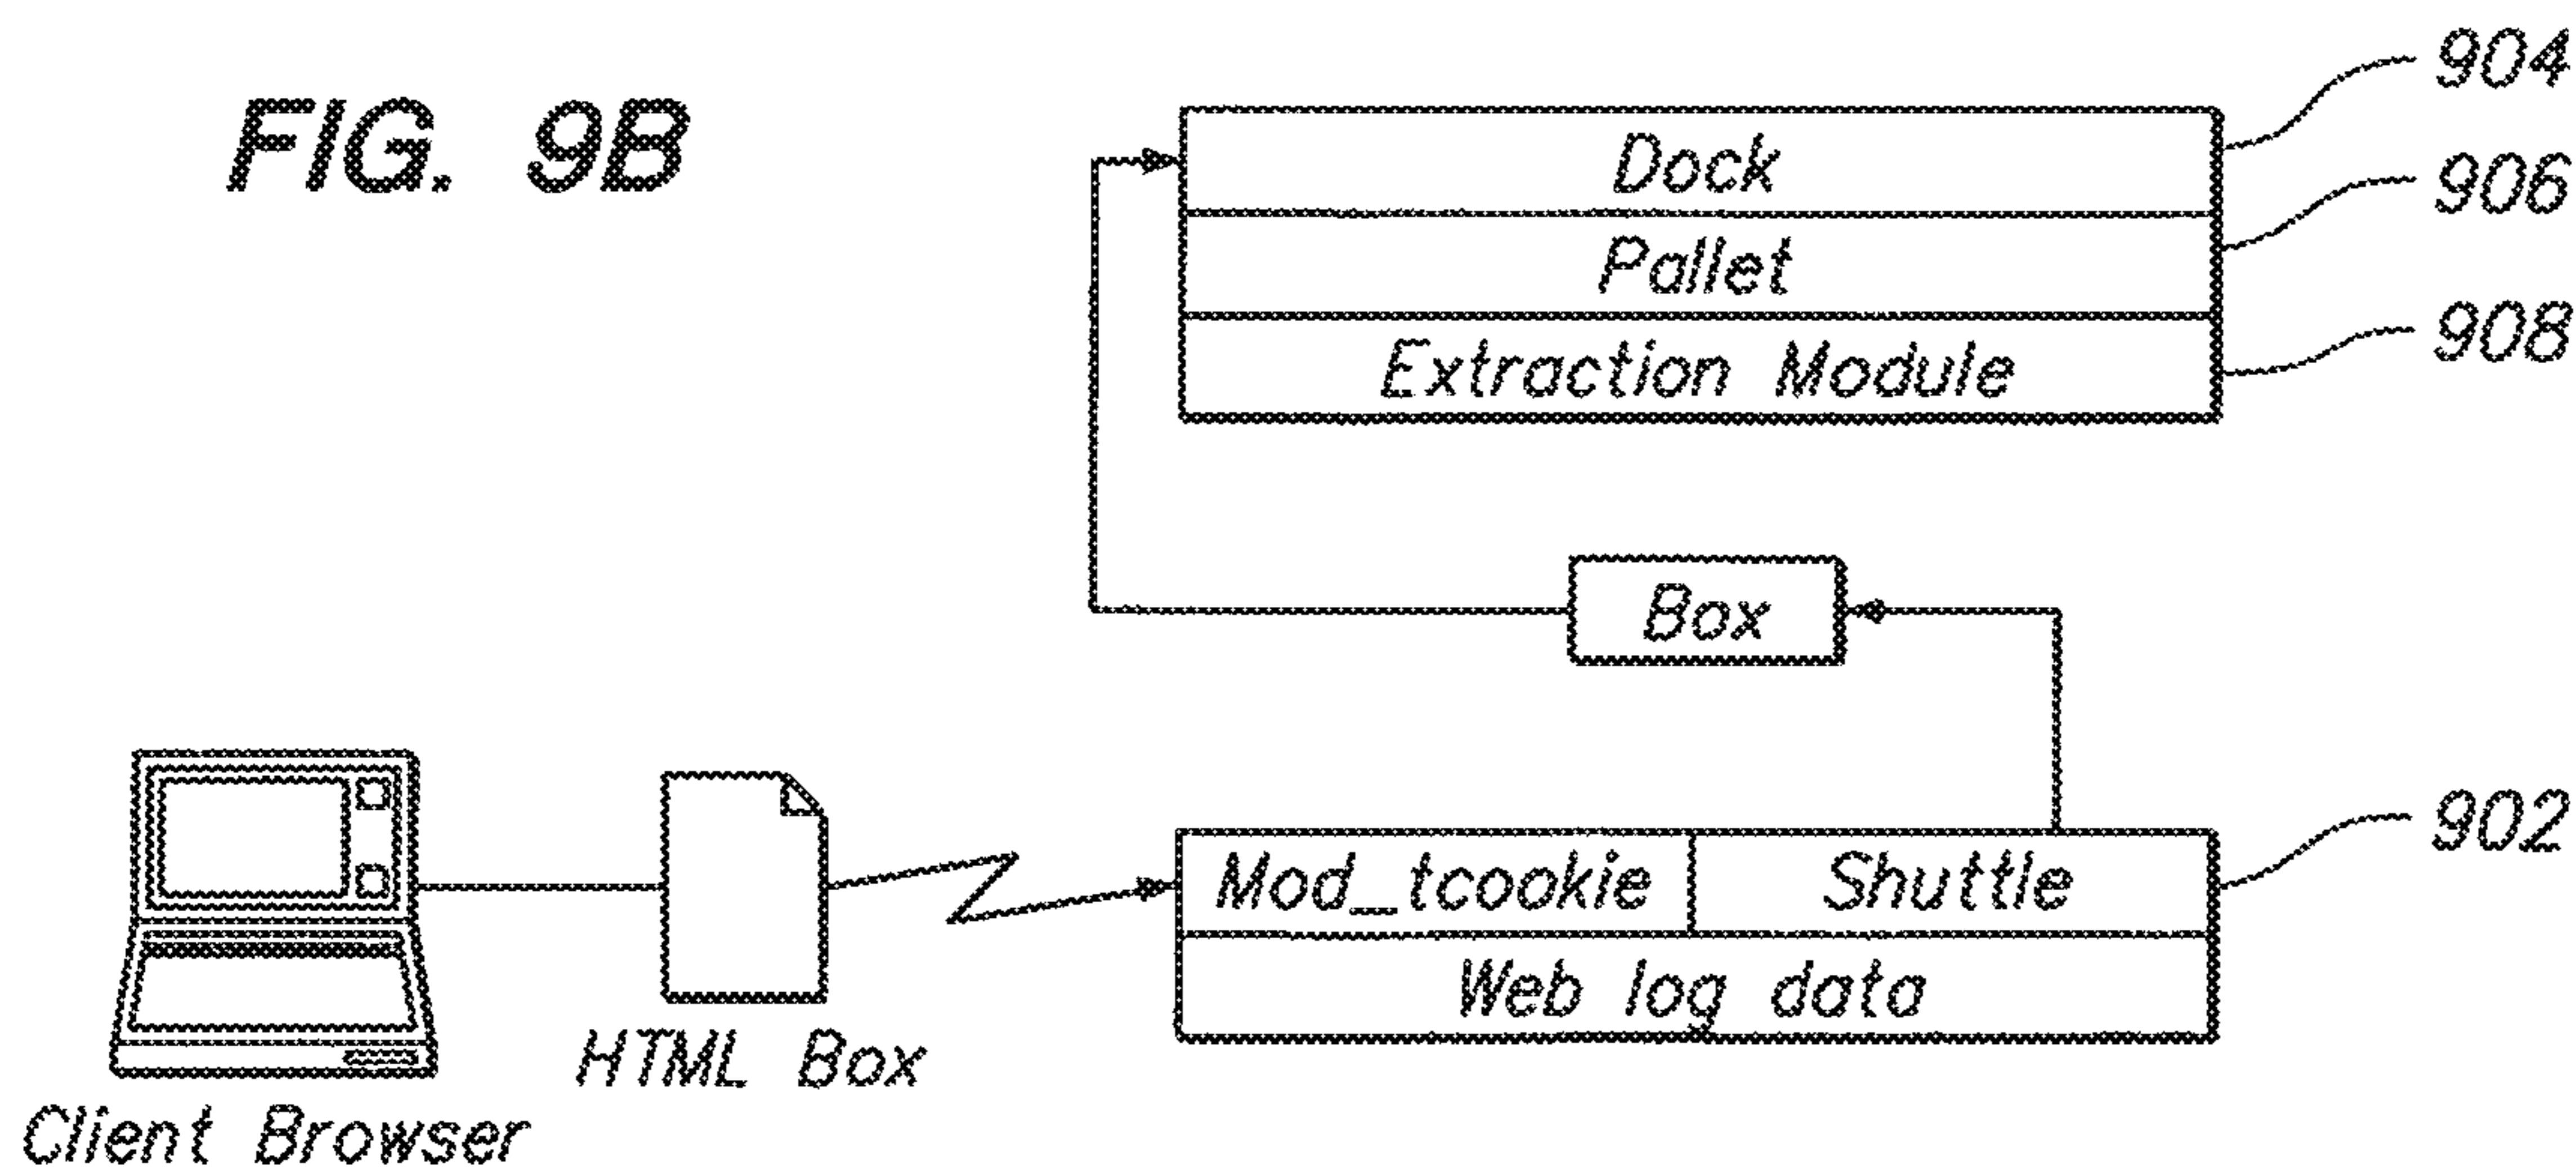 FIG. 9B
904
Dock
906
Pallet
908
Extraction Module
Box
902
Mod_tcookie Shuttle
Web log data
HTML Box
Client Browser